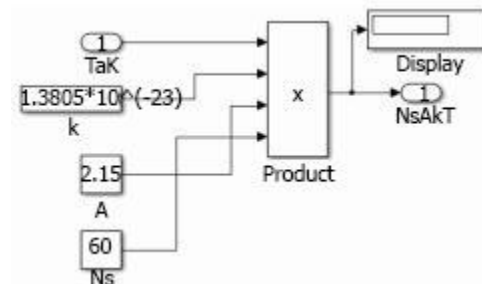 1
TaK
1.3805*10^(-23)
k
2.15
A
60
Ns
x
Product
Display
1
NsAkT